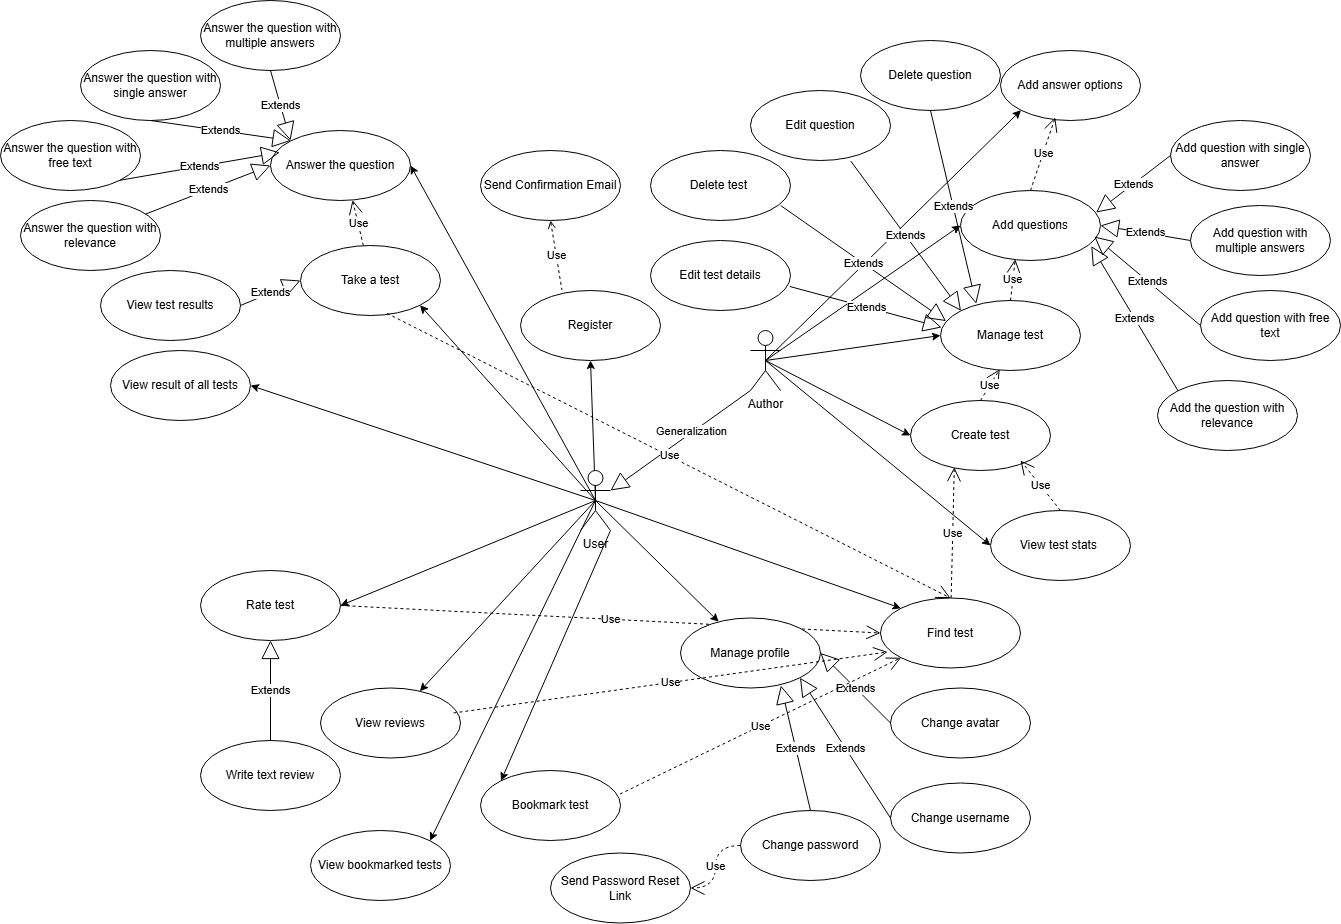 Answer the question with
multiple answers
Answer the question with
single answer
Extends
Extends
Answer the question with
free text
Extends
Answer the question
Extends
Answer the question with
relevance
Use
Take a test
View test results
Extends
View result of all tests
Send Confirmation Email
Use
Register
Delete question
Add answer options
Edit question
Use
Add question with single
answer
Delete test
Extends
Extends
Add questions
Extends
Extends
Add question with
multiple answers
Edit test details
Extends
Use
Extends
Extends
Manage test
Extends
Add question with free
text
Author
Use
Add the question with
relevance
Generalization
Create test
Use
Use
User
Use
View test stats
Rate test
Use
Find test
Manage profile
Extends
Use
Extends
View reviews
Use
Change avatar
Extends
Extends
Write text review
Bookmark test
Change username
View bookmarked tests
Change password
Use
Send Password Reset
Link